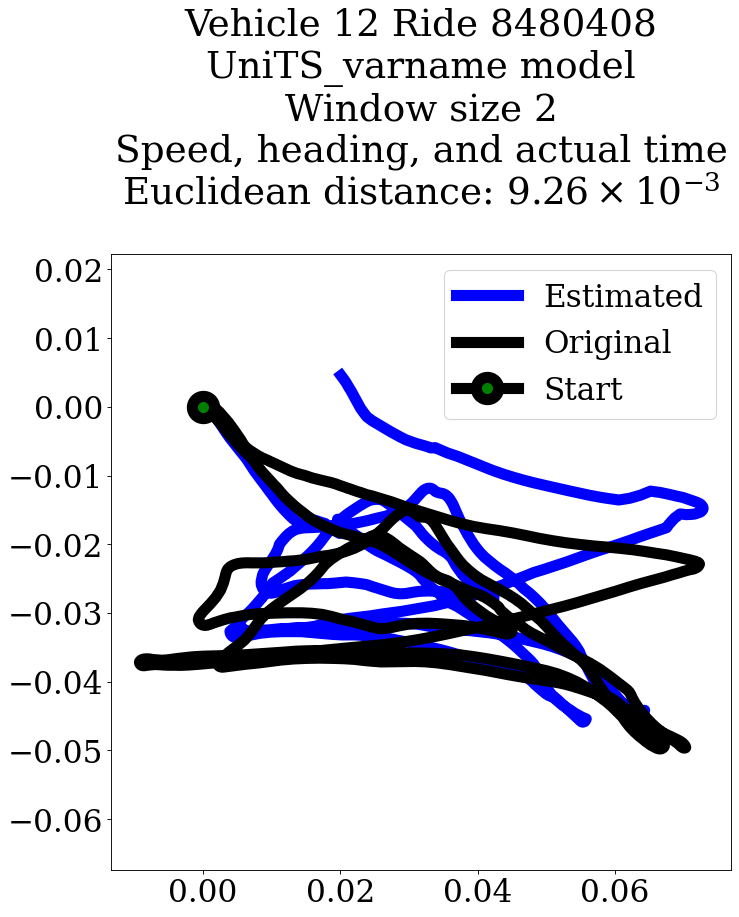 Vehicle 12 Ride 8480408
UniTS_varname model
Window size 2
Speed, heading, and actual time
Euclidean distance: 9.26 × 10⁻³
0.02
0.01
0.00
−0.01
−0.02
−0.03
−0.04
−0.05
−0.06
Estimated
Original
Start
0.00 0.02 0.04 0.06